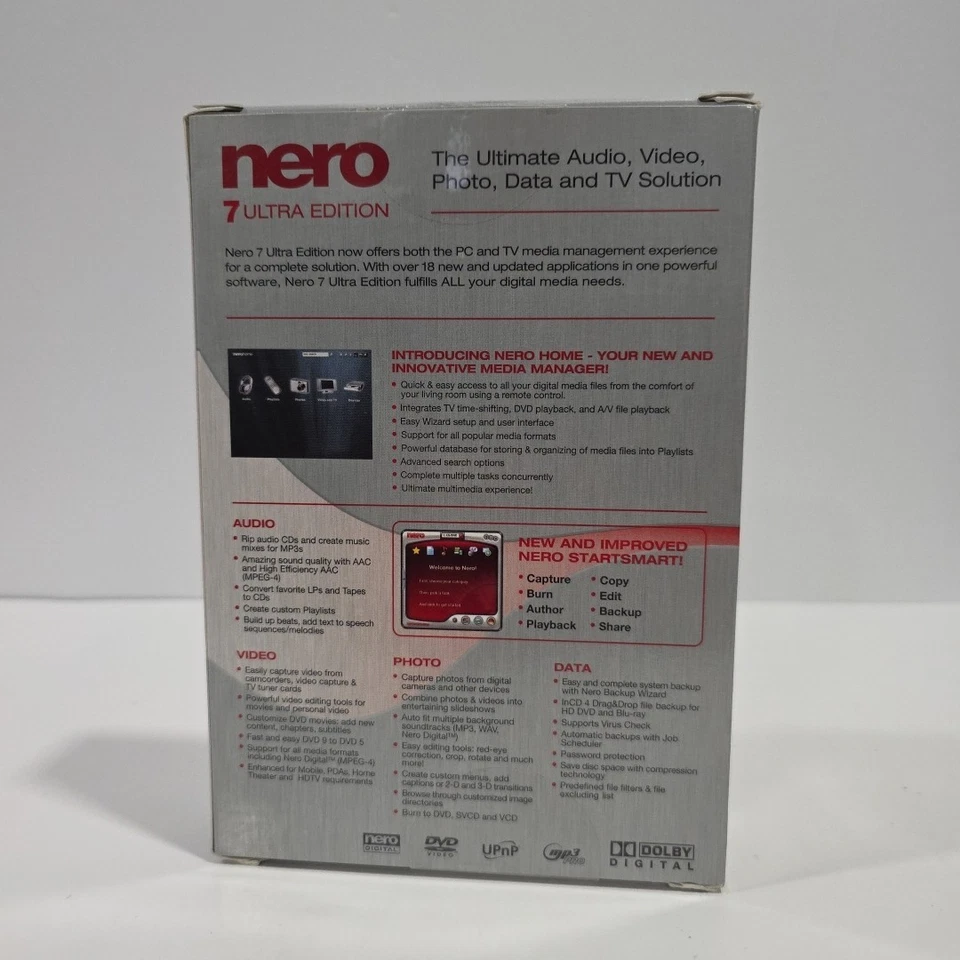 nero
7 ULTRA EDITION
The Ultimate Audio, Video,
Photo, Data and TV Solution
Nero 7 Ultra Edition now offers both the PC and TV media management experience
for a complete solution. With over 18 new and updated applications in one powerful
software, Nero 7 Ultra Edition fulfills ALL your digital media needs.
INTRODUCING NERO HOME - YOUR NEW AND
INNOVATIVE MEDIA MANAGER!
• Quick & easy access to all your digital media files from the comfort of
your living room using a remote control.
• Integrates TV time-shifting, DVD playback, and A/V file playback
• Easy Wizard setup and user interface
• Support for all popular media formats
• Powerful database for storing & organizing of media files into Playlists
• Advanced search options
• Complete multiple tasks concurrently
• Ultimate multimedia experience!
AUDIO
• Rip audio CDs and create music
mixes for MP3s
• Amazing sound quality with AAC
and High Efficiency AAC
(MPEG-4)
• Convert favorite LPs and Tapes
to CDs
• Create custom Playlists
• Build up beats, add text to speech
sequences/melodies
nero
Welcome to Nero!
NEW AND IMPROVED
NERO STARTSMART!
• Capture
• Burn
• Author
• Playback
• Copy
• Edit
• Backup
• Share
VIDEO
• Easily capture video from
camcorders, video capture &
TV tuner cards
• Powerful video editing tools for
movies and personal video
• Customize DVD movies: add new
content, chapters, subtitles
• Fast and easy DVD 9 to DVD 5
• Support for all media formats
including Nero Digital™ (MPEG-4)
• Enhanced for Mobile, PDAs, Home
Theater and HDTV requirements
PHOTO
• Capture photos from digital
cameras and other devices
• Combine photos & videos into
entertaining slideshows
• Auto fit multiple background
soundtracks (MP3, WAV,
Nero Digital™)
• Easy editing tools: red-eye
correction, crop, rotate and much
more!
• Create custom menus, add
captions or 2-D and 3-D transitions
• Browse through customized image
directories
• Burn to DVD, SVCD and VCD
DATA
• Easy and complete system backup
with Nero Backup Wizard
• InCD 4 Drag&Drop file backup for
HD DVD and Blu-ray
• Supports Virus Check
• Automatic backups with Job
Scheduler
• Password protection
• Save disc space with compression
technology
• Predefined file filters & file
excluding list
nero
DIGITAL
DVD
VIDEO
UPnP
mp3
PRO
DOLBY
DIGITAL